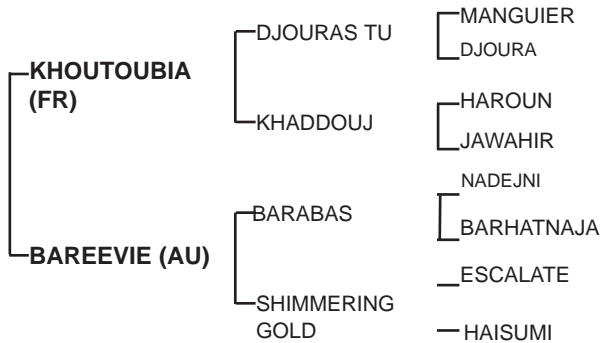 MANGUIER
DJOURAS TU
DJOURA
KHOUTOUBIA
(FR)
HAROUN
KHADDOUJ
JAWAHIR
NADEJNI
BARABAS
BARHATNAJA
BAREEVIE (AU)
ESCALATE
SHIMMERING
GOLD
HAISUMI